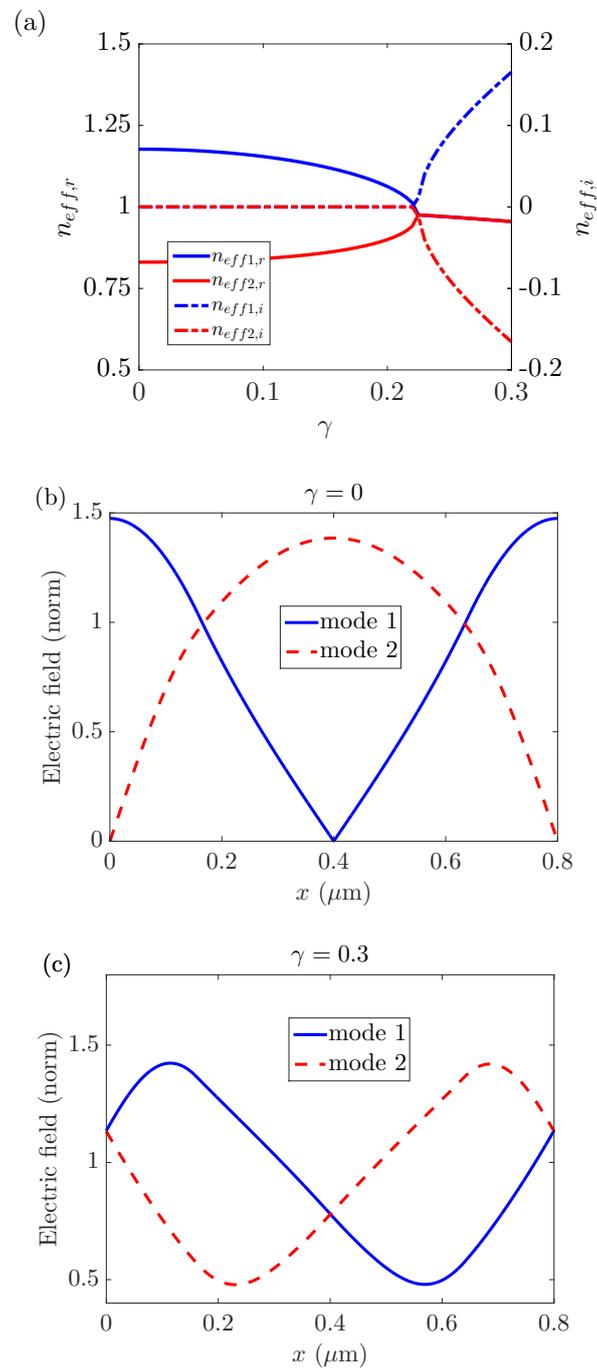 (a)
1.5
1.25
1
0.75
0.5
n_{eff,r}
0.2
0.1
0
-0.1
-0.2
n_{eff,i}
n_{eff1,r}
n_{eff2,r}
n_{eff1,i}
n_{eff2,i}
0 0.1 0.2 0.3
γ
(b)
γ = 0
1.5
1
0.5
0
Electric field (norm)
mode 1
mode 2
0 0.2 0.4 0.6 0.8
x (μm)
(c)
γ = 0.3
1.5
1
0.5
Electric field (norm)
mode 1
mode 2
0 0.2 0.4 0.6 0.8
x (μm)